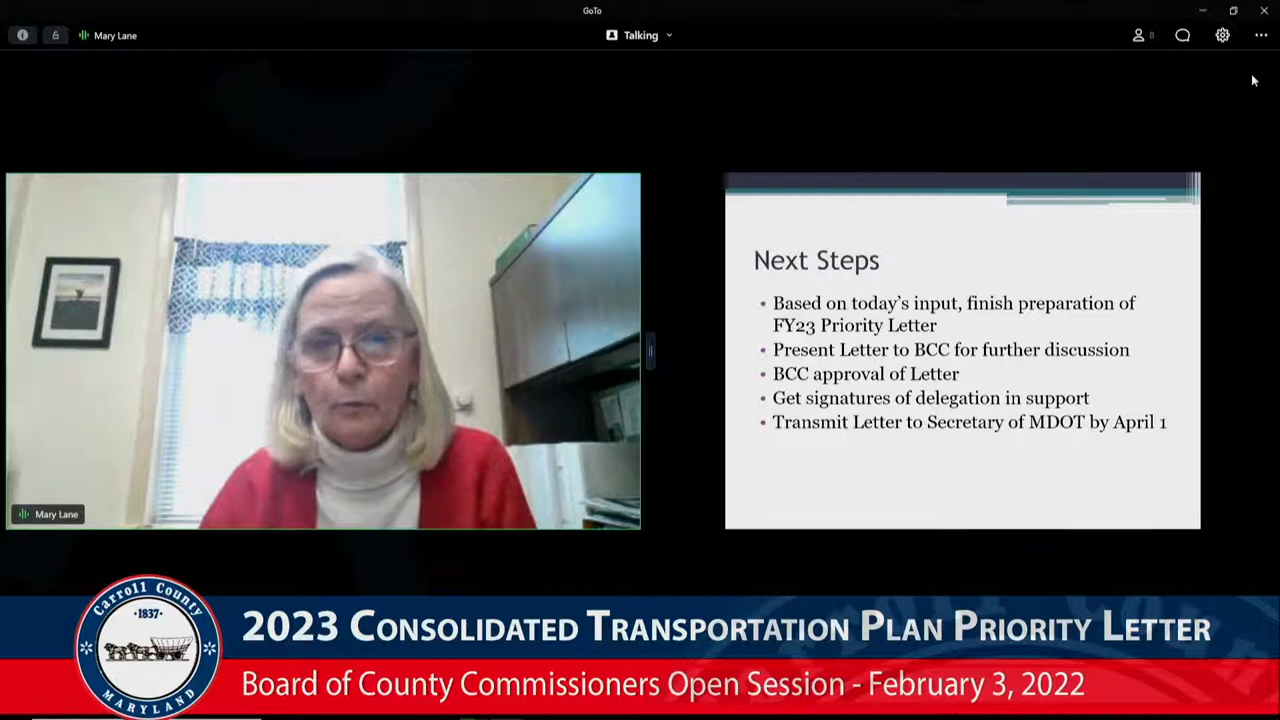 GoTo
Mary Lane
Talking
8
Next Steps
• Based on today's input, finish preparation of
FY23 Priority Letter
• Present Letter to BCC for further discussion
• BCC approval of Letter
• Get signatures of delegation in support
• Transmit Letter to Secretary of MDOT by April 1
Mary Lane
Carroll County
·1837·
MARYLAND
2023 CONSOLIDATED TRANSPORTATION PLAN PRIORITY LETTER
Board of County Commissioners Open Session - February 3, 2022